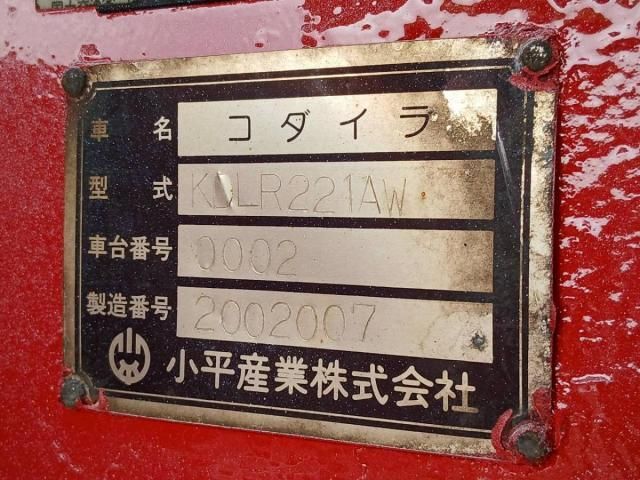 車名 コダイラ
型式 KDLR221AW
車台番号 0002
製造番号 2002007
小平産業株式会社